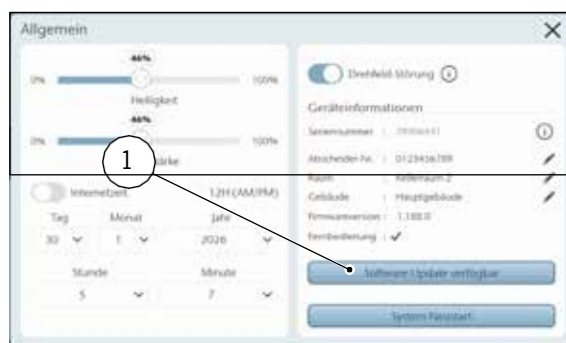 Allgemein
46%
0% 100%
Helligkeit
46%
0% 100%
1
Internetzeit 12H (AM/PM)
Tag Monat Jahr
30 1 2026
Stunde Minute
5 7
Drehfeld-Störung
Geräteinformationen
Seriennummer :
Abscheider-Nr. : 0123456789
Raum : Kellerraum 2
Gebäude : Hauptgebäude
Firmwareversion : 1.188.0
Fernbedienung : ✔
Software-Update verfügbar
System Neustart